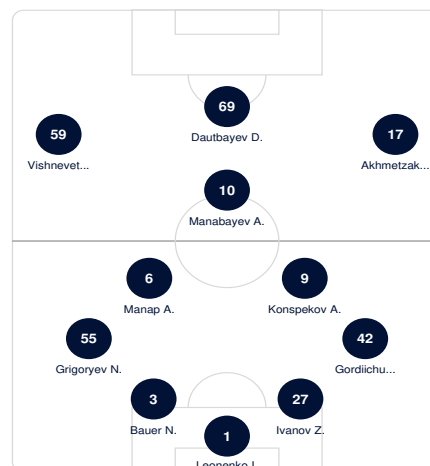 69
Dautbayev D.
59
Vishnevet...
17
Akhmetzak...
10
Manabayev A.
6
Manap A.
9
Konspekov A.
55
Grigoryev N.
42
Gordiichu...
3
Bauer N.
27
Ivanov Z.
1
Leonenko I.